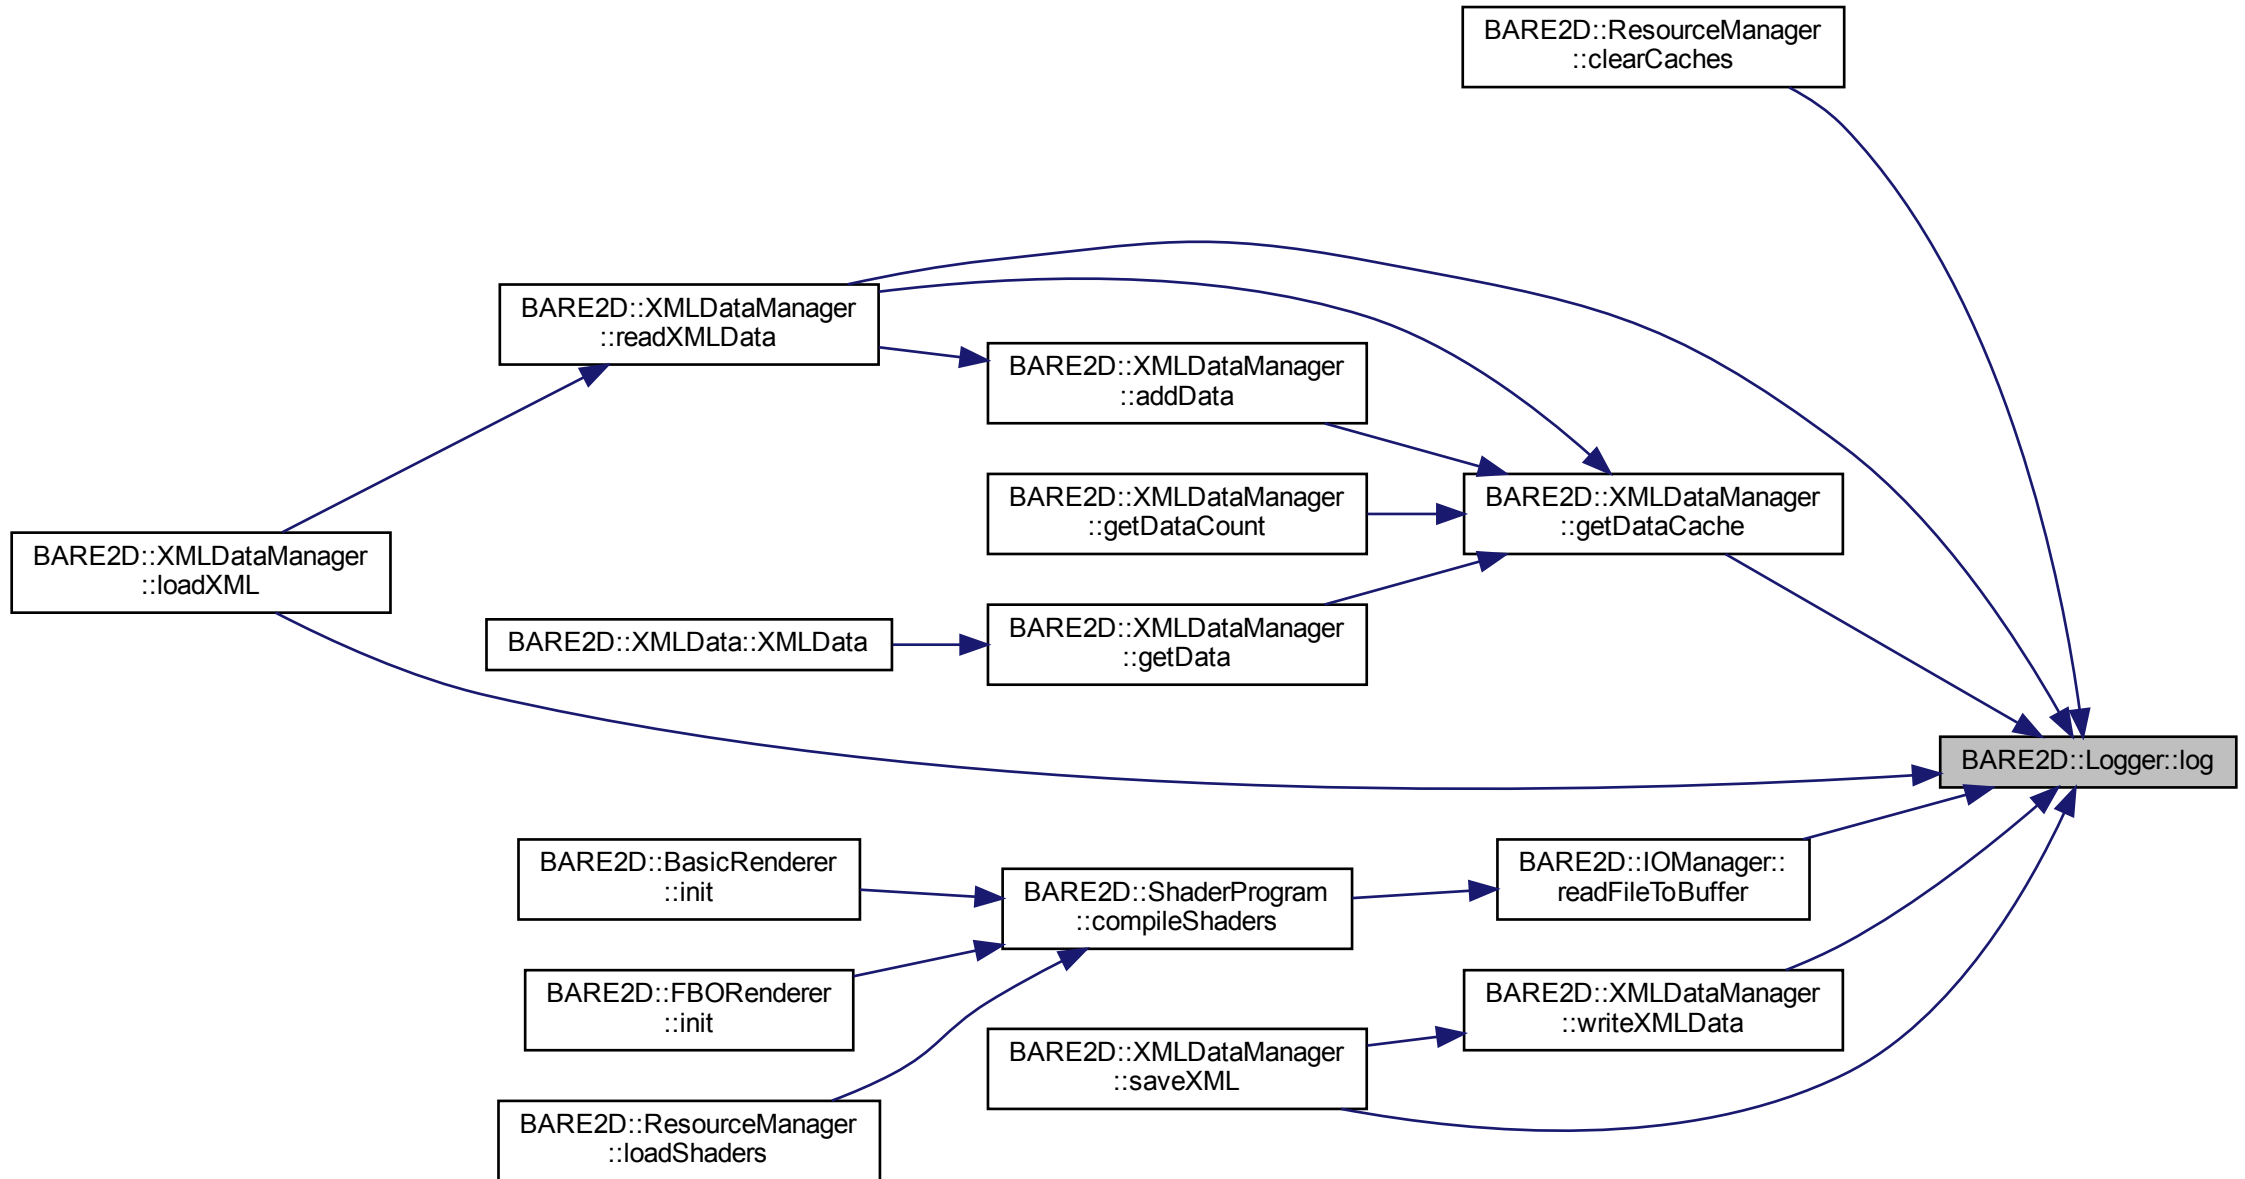 BARE2D::ResourceManager
::clearCaches
BARE2D::XMLDataManager
::readXMLData
BARE2D::XMLDataManager
::addData
BARE2D::XMLDataManager
::getDataCount
BARE2D::XMLDataManager
::getDataCache
BARE2D::XMLDataManager
::loadXML
BARE2D::XMLData::XMLData
BARE2D::XMLDataManager
::getData
BARE2D::Logger::log
BARE2D::BasicRenderer
::init
BARE2D::ShaderProgram
::compileShaders
BARE2D::IOManager::
readFileToBuffer
BARE2D::FBORenderer
::init
BARE2D::XMLDataManager
::writeXMLData
BARE2D::XMLDataManager
::saveXML
BARE2D::ResourceManager
::loadShaders